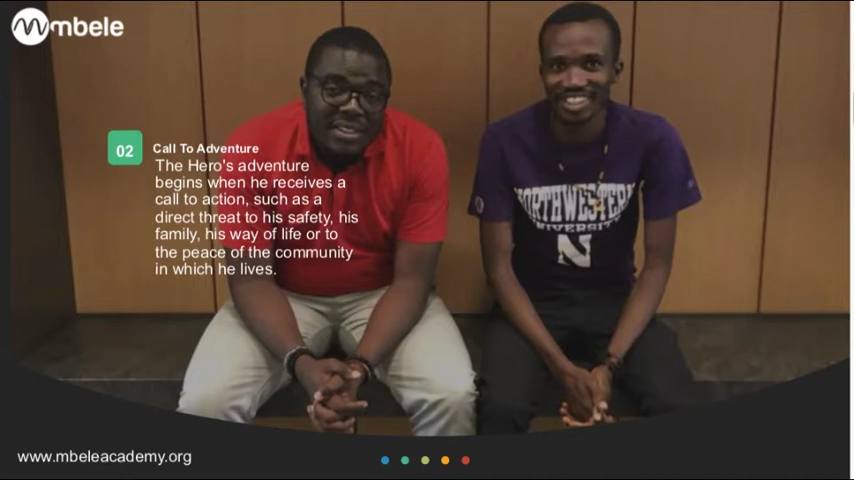 mbele
02
Call To Adventure
The Hero's adventure
begins when he receives a
call to action, such as a
direct threat to his safety, his
family, his way of life or to
the peace of the community
in which he lives.
NORTHWESTERN
UNIVERSITY
N
www.mbeleacademy.org